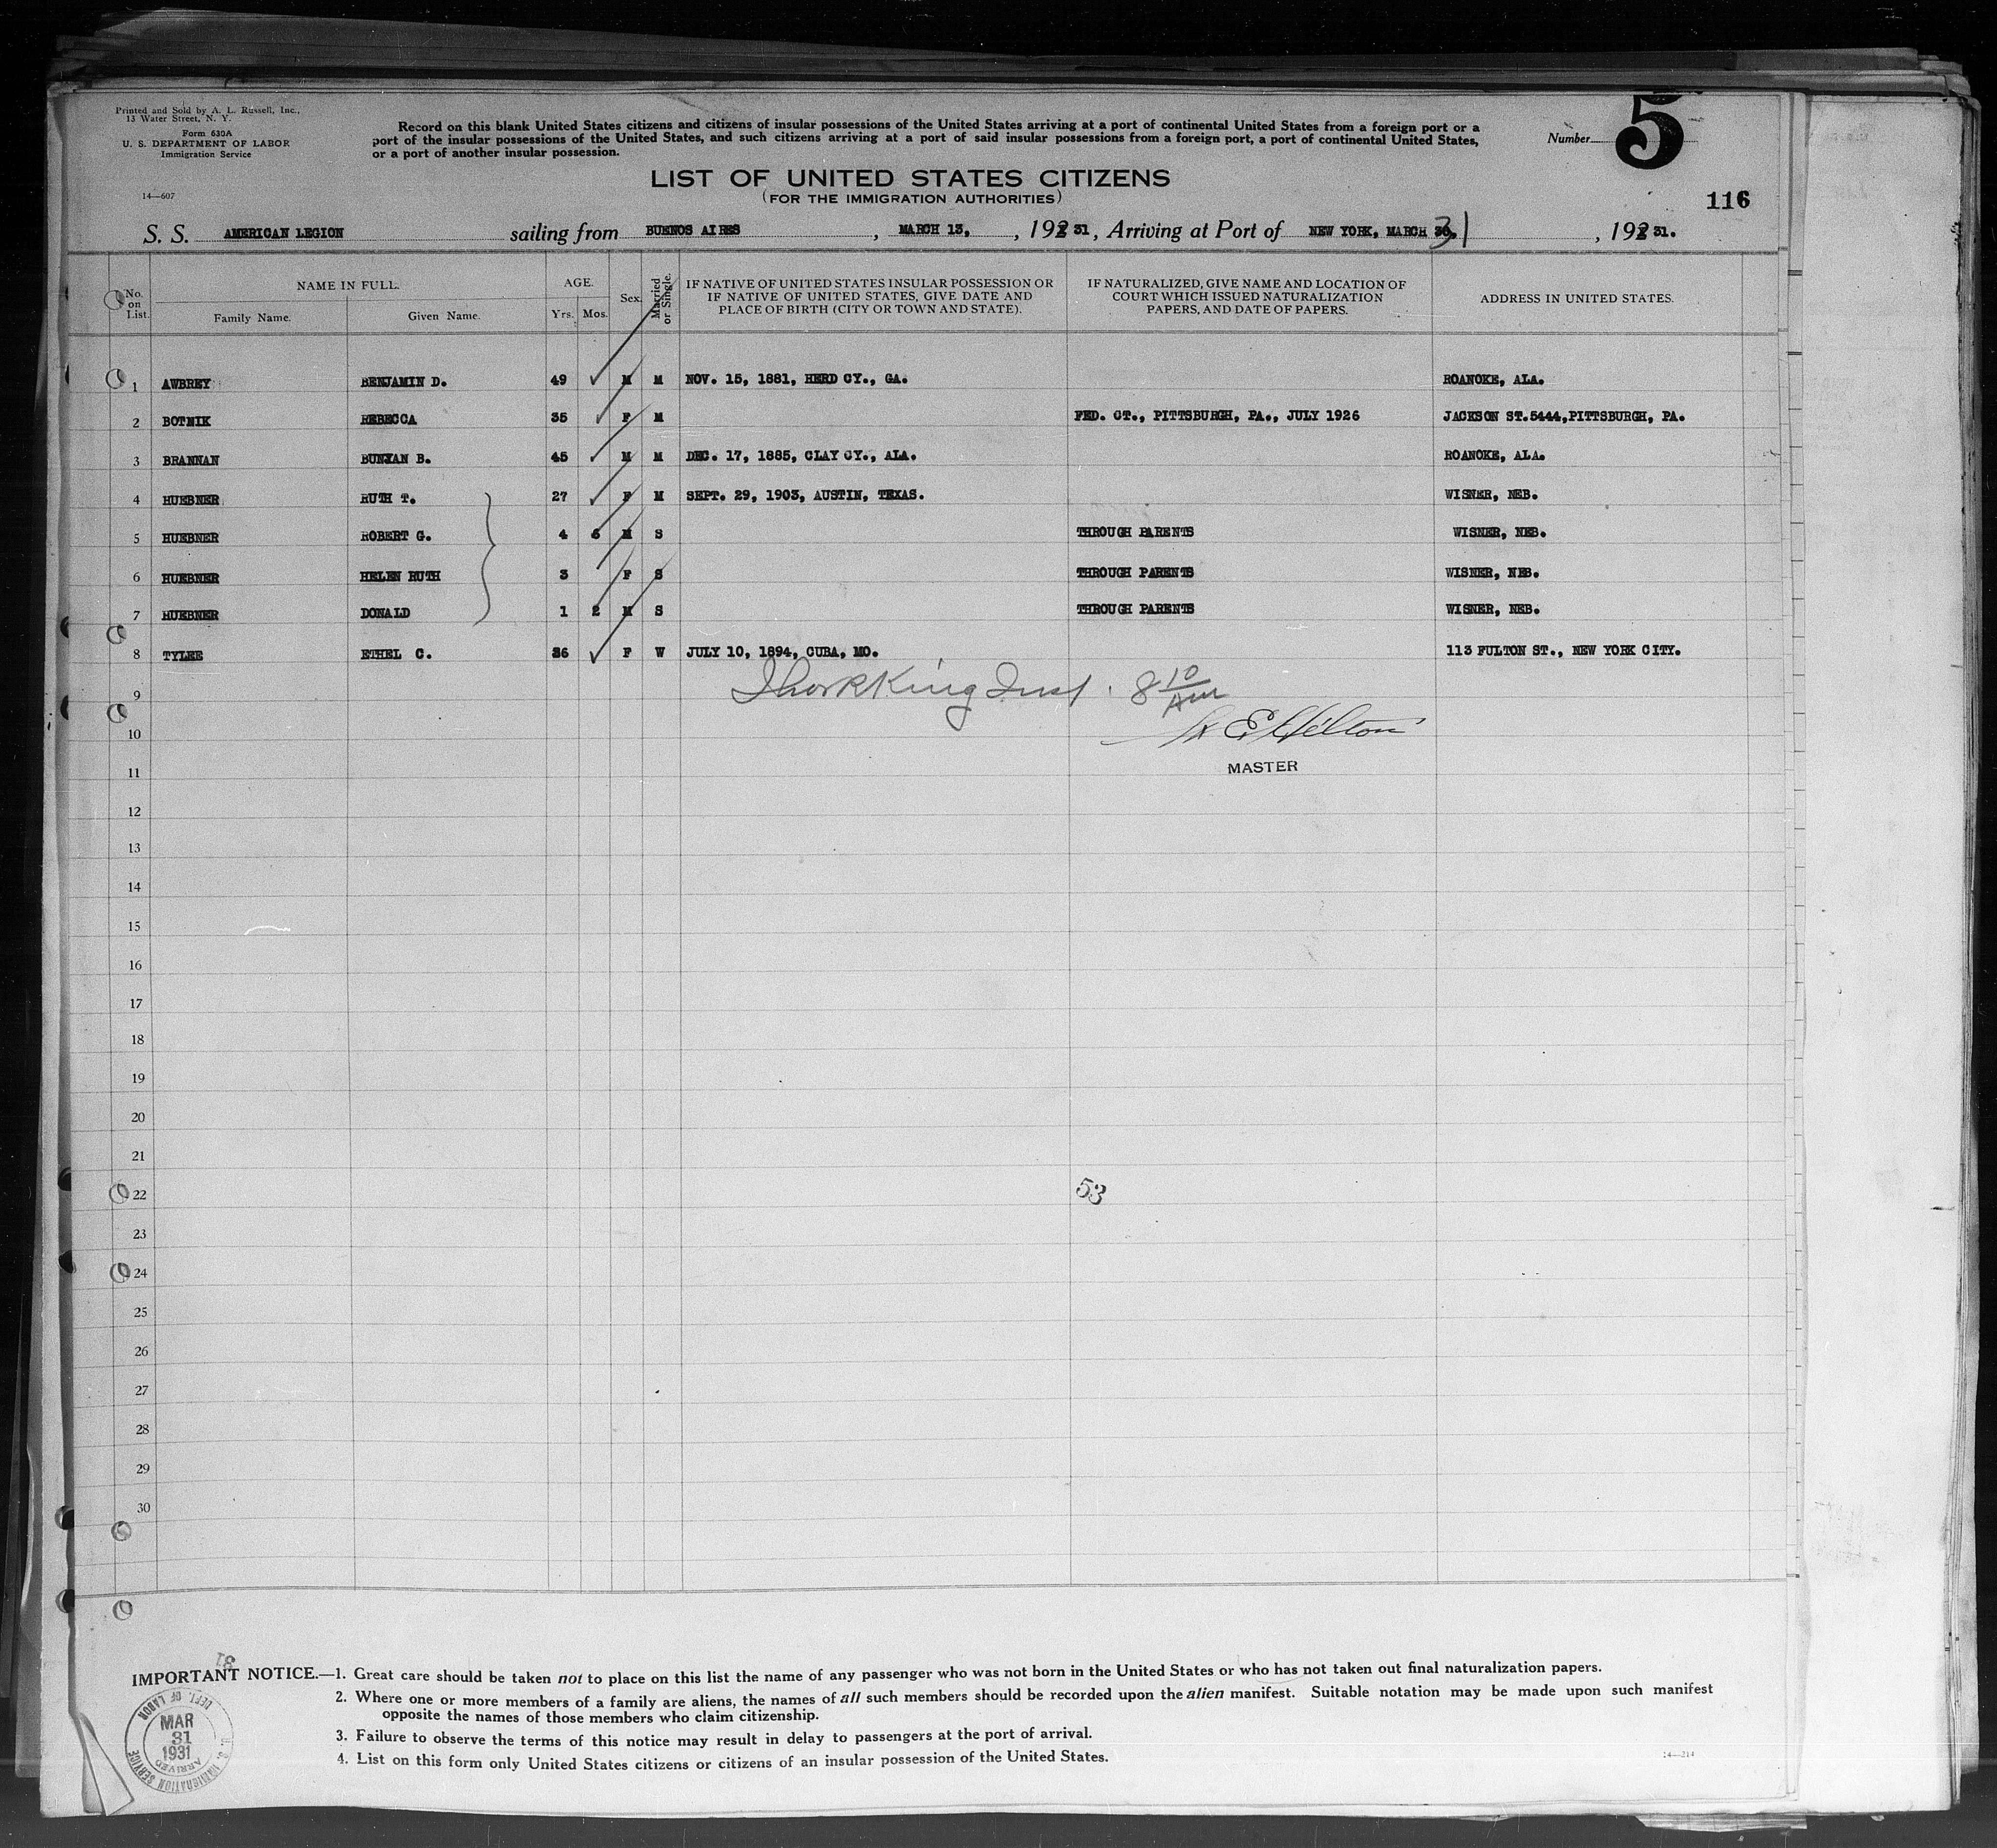 Printed and Sold by A. L. Russell, Inc.,
13 Water Street, N. Y.
Form 630A
U. S. DEPARTMENT OF LABOR
Immigration Service
14—607
Record on this blank United States citizens and citizens of insular possessions of the United States arriving at a port of continental United States from a foreign port or a
port of the insular possessions of the United States, and such citizens arriving at a port of said insular possessions from a foreign port, a port of continental United States,
or a port of another insular possession.
Number 5
116
LIST OF UNITED STATES CITIZENS
(FOR THE IMMIGRATION AUTHORITIES)
S. S. AMERICAN LEGION sailing from BUENOS AIRES, MARCH 13, , 192 31, Arriving at Port of NEW YORK, MARCH 31 , 192 31.
No. on List. NAME IN FULL. Family Name. Given Name. AGE. Yrs. Mos. Sex. Married or Single. IF NATIVE OF UNITED STATES INSULAR POSSESSION OR IF NATIVE OF UNITED STATES, GIVE DATE AND PLACE OF BIRTH (CITY OR TOWN AND STATE). IF NATURALIZED, GIVE NAME AND LOCATION OF COURT WHICH ISSUED NATURALIZATION PAPERS, AND DATE OF PAPERS. ADDRESS IN UNITED STATES.
1 AWBREY BENJAMIN D. 49 M M NOV. 15, 1881, HERD CY., GA. ROANOKE, ALA.
2 BOTNIK REBECCA 35 F M FED. CT., PITTSBURGH, PA., JULY 1926 JACKSON ST.5444,PITTSBURGH, PA.
3 BRANNAN BUNYAN B. 45 M M DEC. 17, 1885, CLAY CY., ALA. ROANOKE, ALA.
4 HUEBNER RUTH T. 27 F M SEPT. 29, 1903, AUSTIN, TEXAS. WISNER, NEB.
5 HUEBNER ROBERT G. 4 6 M S THROUGH PARENTS WISNER, NEB.
6 HUEBNER HELEN RUTH 3 F S THROUGH PARENTS WISNER, NEB.
7 HUEBNER DONALD 1 2 M S THROUGH PARENTS WISNER, NEB.
8 TYLEE ETHEL C. 36 F W JULY 10, 1894, CUBA, MO. 113 FULTON ST., NEW YORK CITY.
9 King Insp. 8 10 Am
10
MASTER
11
12
13
14
15
16
17
18
19
20
21
22 53
23
24
25
26
27
28
29
30
IMPORTANT NOTICE.—1. Great care should be taken not to place on this list the name of any passenger who was not born in the United States or who has not taken out final naturalization papers.
2. Where one or more members of a family are aliens, the names of all such members should be recorded upon the alien manifest. Suitable notation may be made upon such manifest
opposite the names of those members who claim citizenship.
3. Failure to observe the terms of this notice may result in delay to passengers at the port of arrival.
4. List on this form only United States citizens or citizens of an insular possession of the United States.
14—214
31
U. S. IMMIGRATION SERVICE DEPT. OF LABOR
MAR
31
1931
ARRIVED